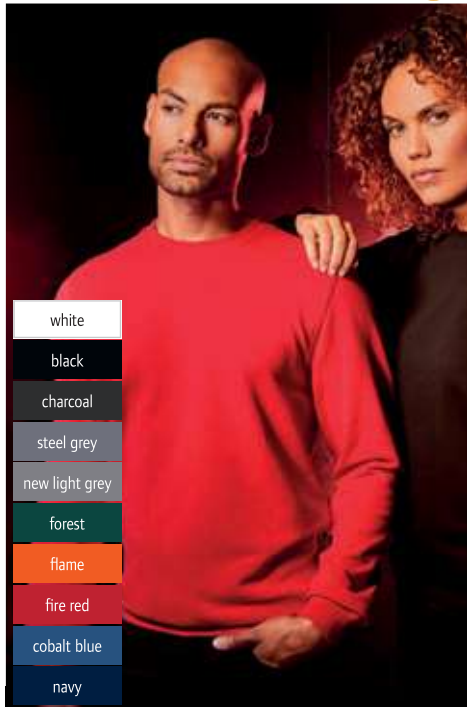 white
black
charcoal
steel grey
new light grey
forest
flame
fire red
cobalt blue
navy